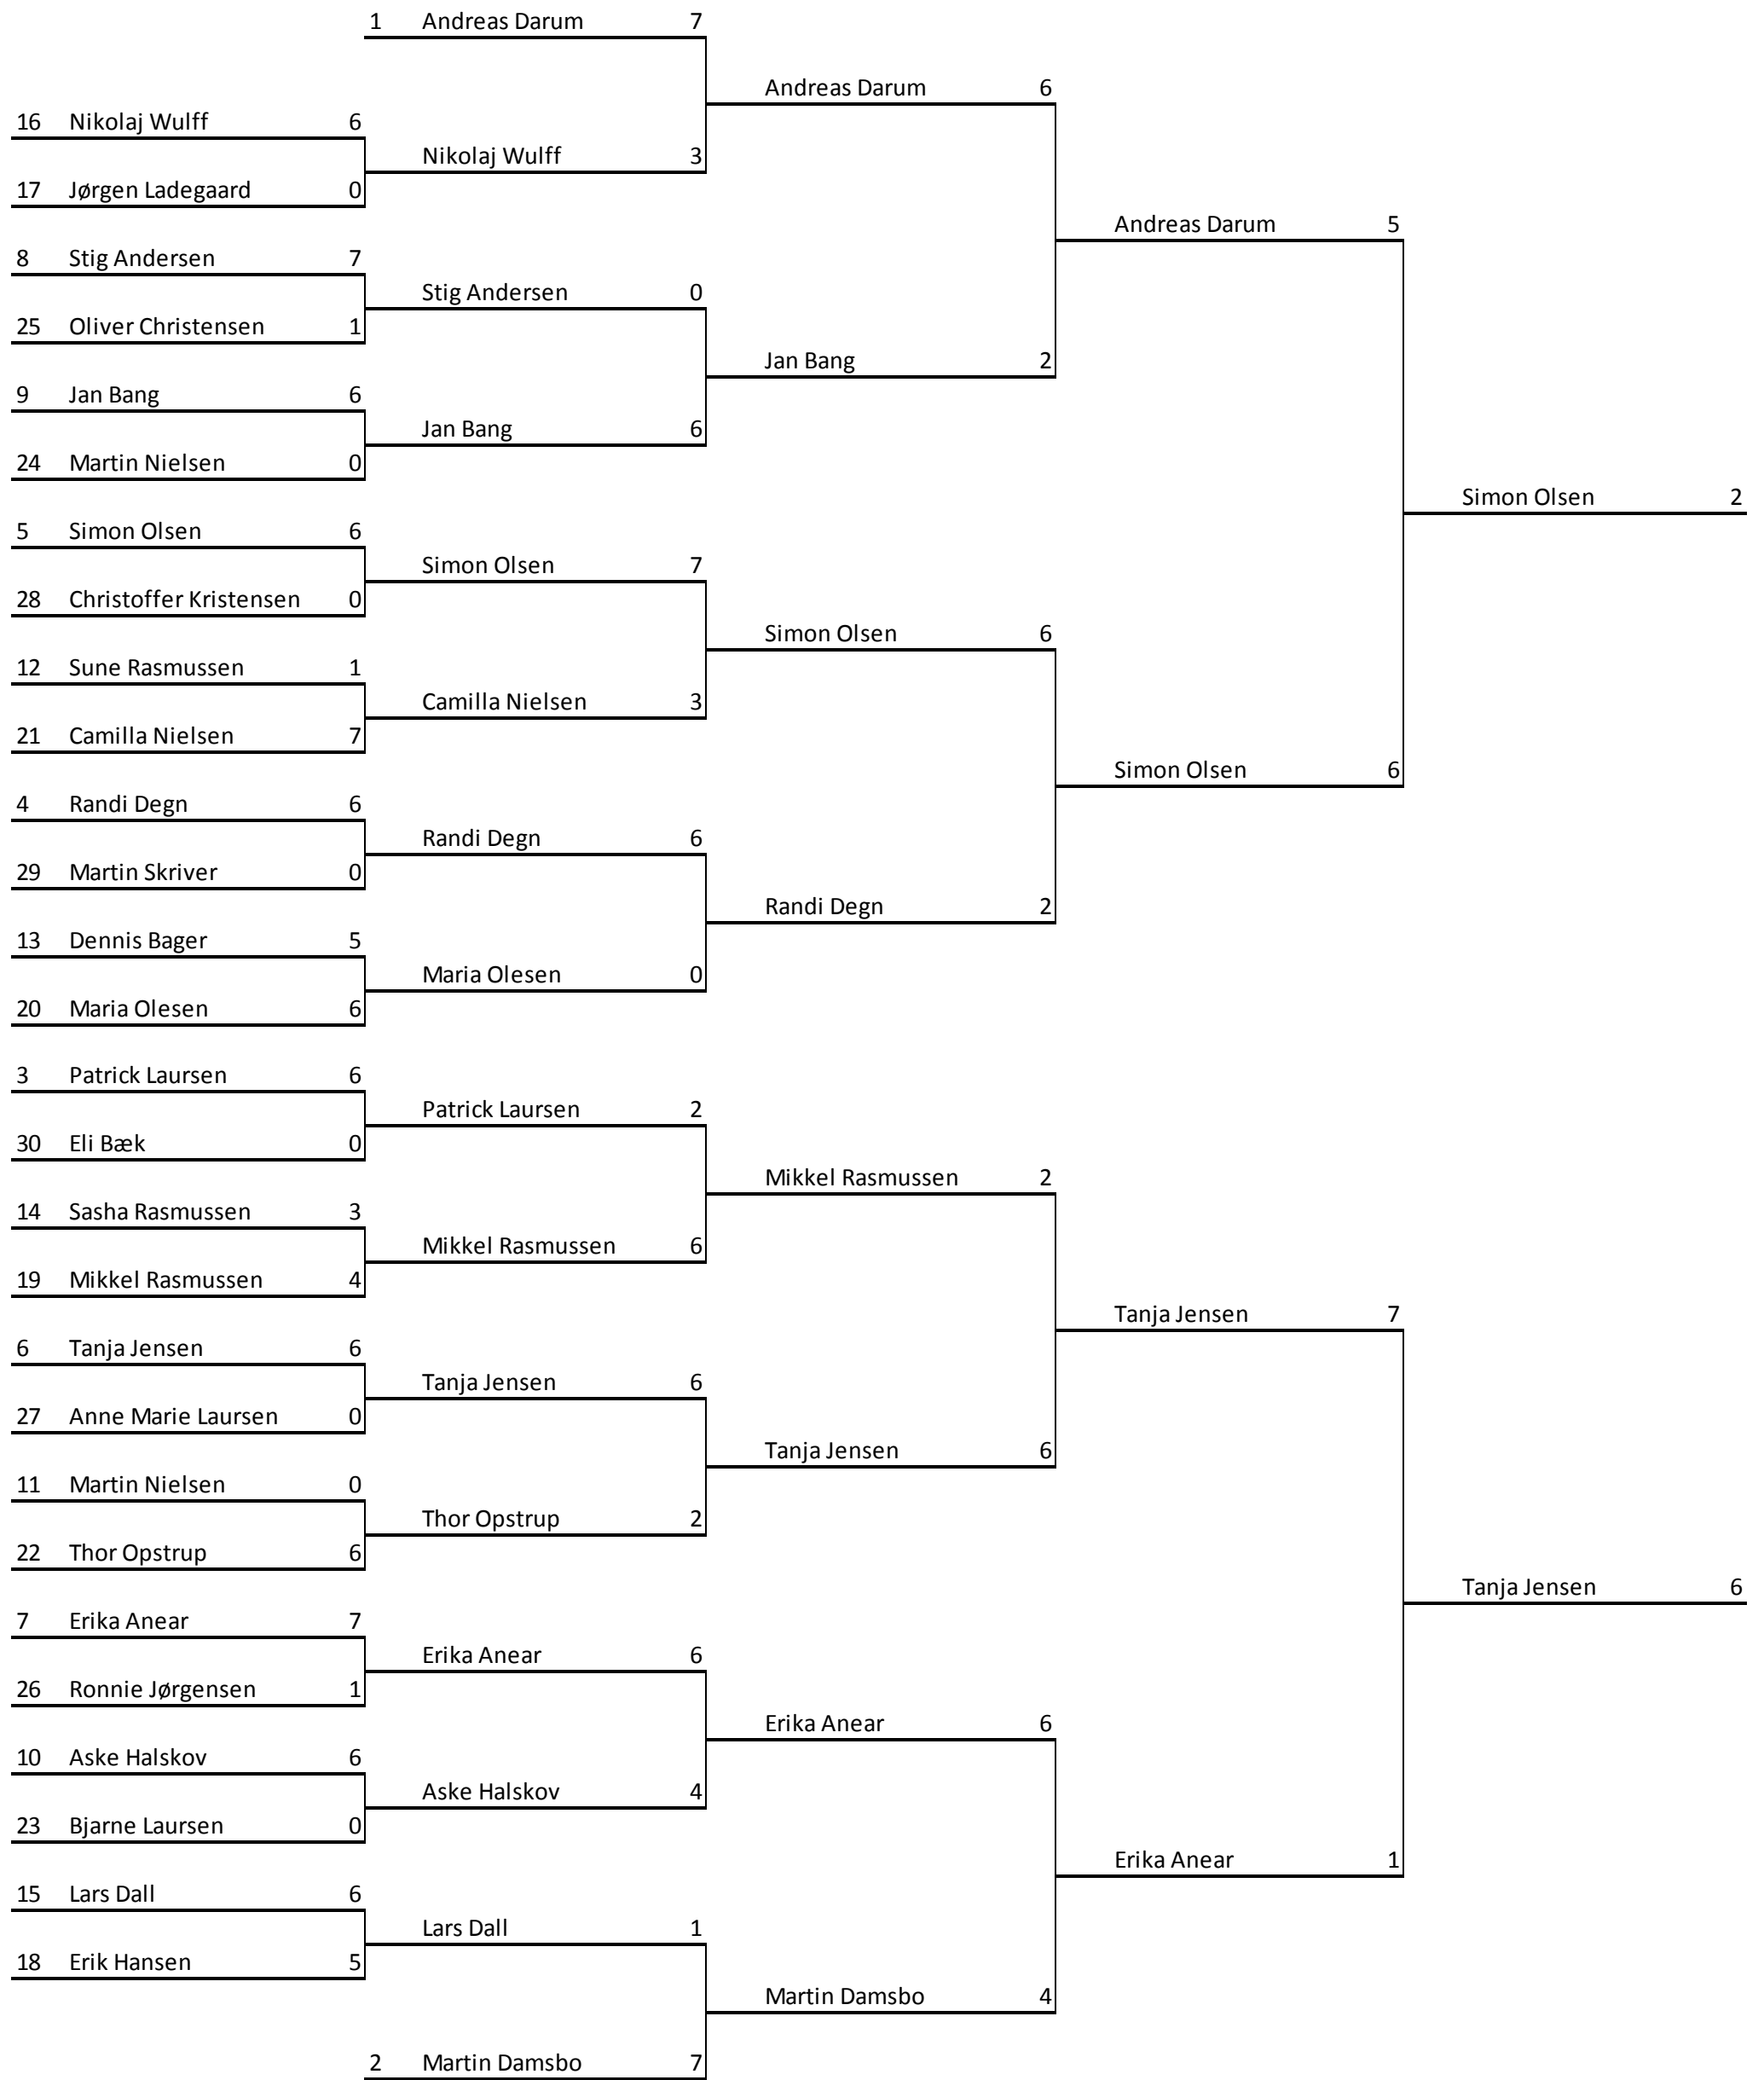 1 Andreas Darum 7
Andreas Darum 6
16 Nikolaj Wulff 6
Nikolaj Wulff 3
17 Jørgen Ladegaard 0
Andreas Darum 5
8 Stig Andersen 7
Stig Andersen 0
25 Oliver Christensen 1
Jan Bang 2
9 Jan Bang 6
Jan Bang 6
24 Martin Nielsen 0
Simon Olsen 2
5 Simon Olsen 6
Simon Olsen 7
28 Christoffer Kristensen 0
Simon Olsen 6
12 Sune Rasmussen 1
Camilla Nielsen 3
21 Camilla Nielsen 7
Simon Olsen 6
4 Randi Degn 6
Randi Degn 6
29 Martin Skriver 0
Randi Degn 2
13 Dennis Bager 5
Maria Olesen 0
20 Maria Olesen 6
3 Patrick Laursen 6
Patrick Laursen 2
30 Eli Bæk 0
Mikkel Rasmussen 2
14 Sasha Rasmussen 3
Mikkel Rasmussen 6
19 Mikkel Rasmussen 4
Tanja Jensen 7
6 Tanja Jensen 6
Tanja Jensen 6
27 Anne Marie Laursen 0
Tanja Jensen 6
11 Martin Nielsen 0
Thor Opstrup 2
22 Thor Opstrup 6
Tanja Jensen 6
7 Erika Anear 7
Erika Anear 6
26 Ronnie Jørgensen 1
Erika Anear 6
10 Aske Halskov 6
Aske Halskov 4
23 Bjarne Laursen 0
Erika Anear 1
15 Lars Dall 6
Lars Dall 1
18 Erik Hansen 5
Martin Damsbo 4
2 Martin Damsbo 7